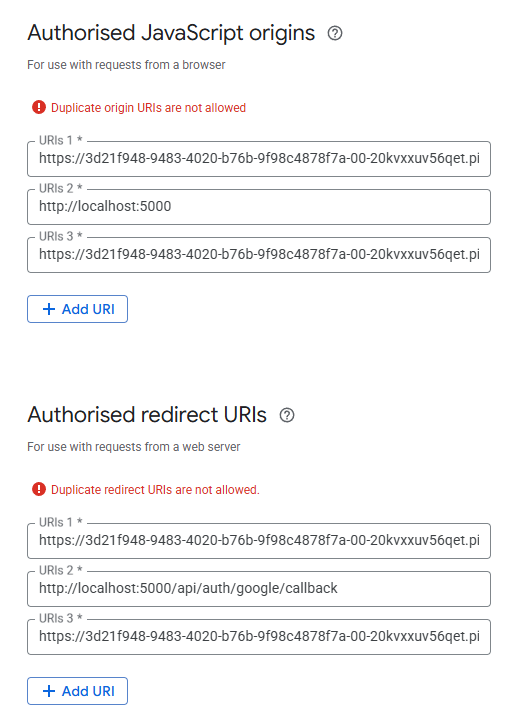 Authorised JavaScript origins
For use with requests from a browser
Duplicate origin URIs are not allowed
URIs 1 *
https://3d21f948-9483-4020-b76b-9f98c4878f7a-00-20kvxxuv56qet.pi
URIs 2 *
http://localhost:5000
URIs 3 *
https://3d21f948-9483-4020-b76b-9f98c4878f7a-00-20kvxxuv56qet.pi
+ Add URI
Authorised redirect URIs
For use with requests from a web server
Duplicate redirect URIs are not allowed.
URIs 1 *
https://3d21f948-9483-4020-b76b-9f98c4878f7a-00-20kvxxuv56qet.pi
URIs 2 *
http://localhost:5000/api/auth/google/callback
URIs 3 *
https://3d21f948-9483-4020-b76b-9f98c4878f7a-00-20kvxxuv56qet.pi
+ Add URI